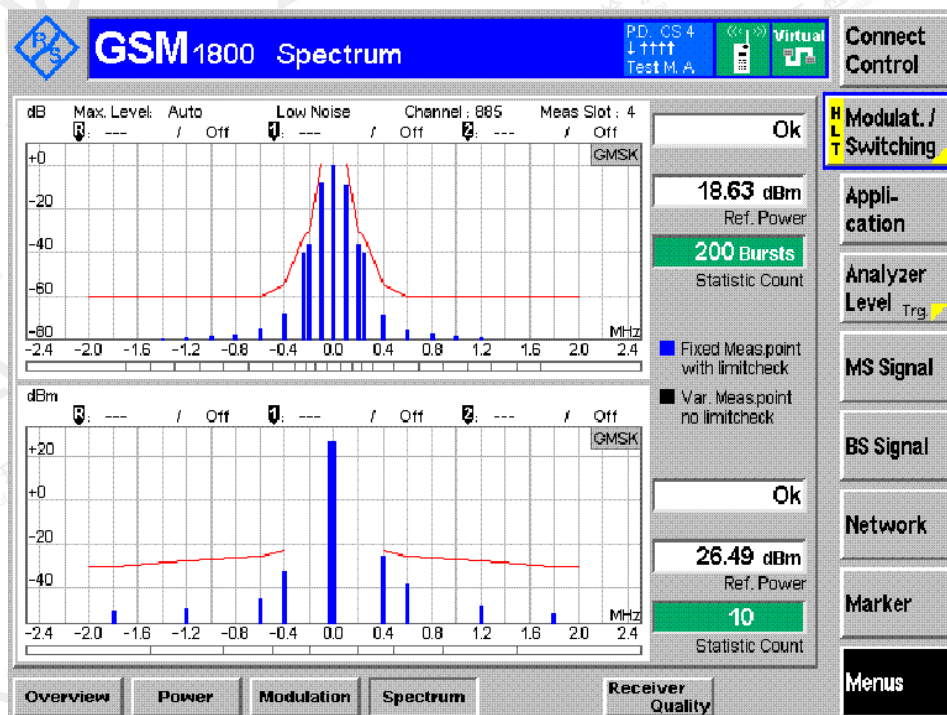 R&S
GSM 1800 Spectrum
P.D. CS 4
↓↑↑↑↑
Test M. A
Virtual
Connect
Control
dB Max. Level: Auto Low Noise Channel : 885 Meas Slot : 4
R: --- / Off 1: --- / Off 2: --- / Off
GMSK
+0
-20
-40
-60
-80
MHz
-2.4 -2.0 -1.6 -1.2 -0.8 -0.4 0.0 0.4 0.8 1.2 1.6 2.0 2.4
Ok
18.63 dBm
Ref. Power
200 Bursts
Statistic Count
Fixed Meas.point
with limitcheck
Var. Meas.point
no limitcheck
dBm
R: --- / Off 1: --- / Off 2: --- / Off
GMSK
+20
+0
-20
-40
MHz
-2.4 -2.0 -1.6 -1.2 -0.8 -0.4 0.0 0.4 0.8 1.2 1.6 2.0 2.4
Ok
26.49 dBm
Ref. Power
10
Statistic Count
HLT
Modulat. /
Switching
Appli-
cation
Analyzer
Level Trg.
MS Signal
BS Signal
Network
Marker
Menus
Overview Power Modulation Spectrum Receiver
Quality